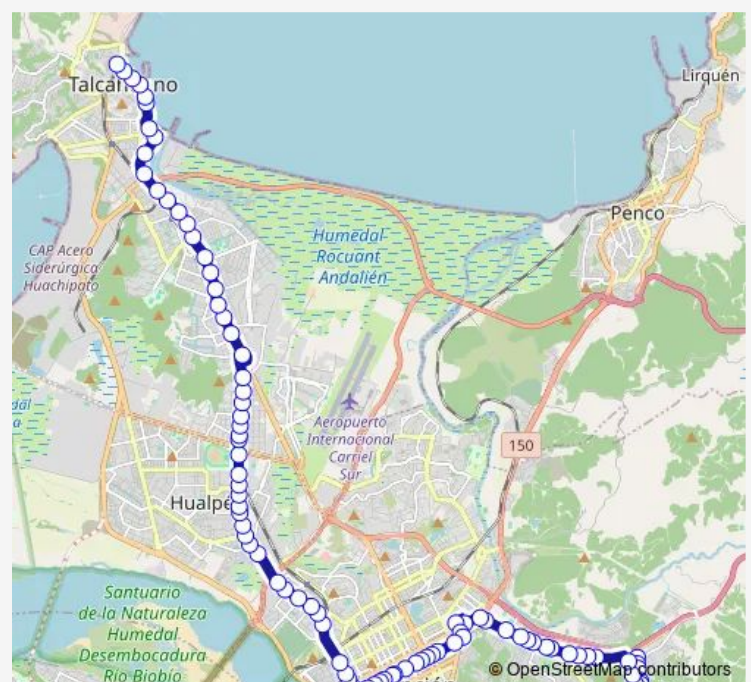 Talcahuano
Lirquén
Penco
Humedal
Rocuant
Andalién
CAP Acero
Siderúrgica
Huachipato
Aeropuerto
Internacional
Carriel
Sur
150
Santuario
de la Naturaleza
Humedal
Desembocadura
Río Biobío
© OpenStreetMap contributors